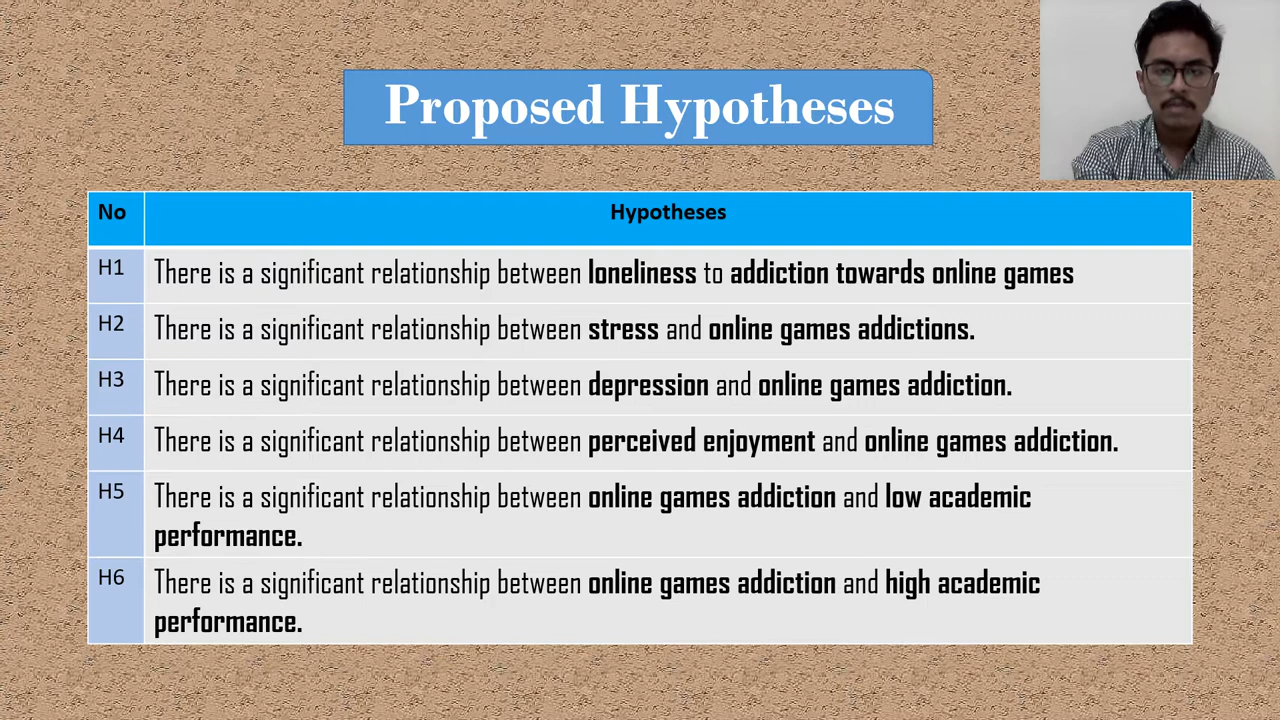 Proposed Hypotheses
No Hypotheses
H1 There is a significant relationship between loneliness to addiction towards online games
H2 There is a significant relationship between stress and online games addictions.
H3 There is a significant relationship between depression and online games addiction.
H4 There is a significant relationship between perceived enjoyment and online games addiction.
H5 There is a significant relationship between online games addiction and low academic
performance.
H6 There is a significant relationship between online games addiction and high academic
performance.